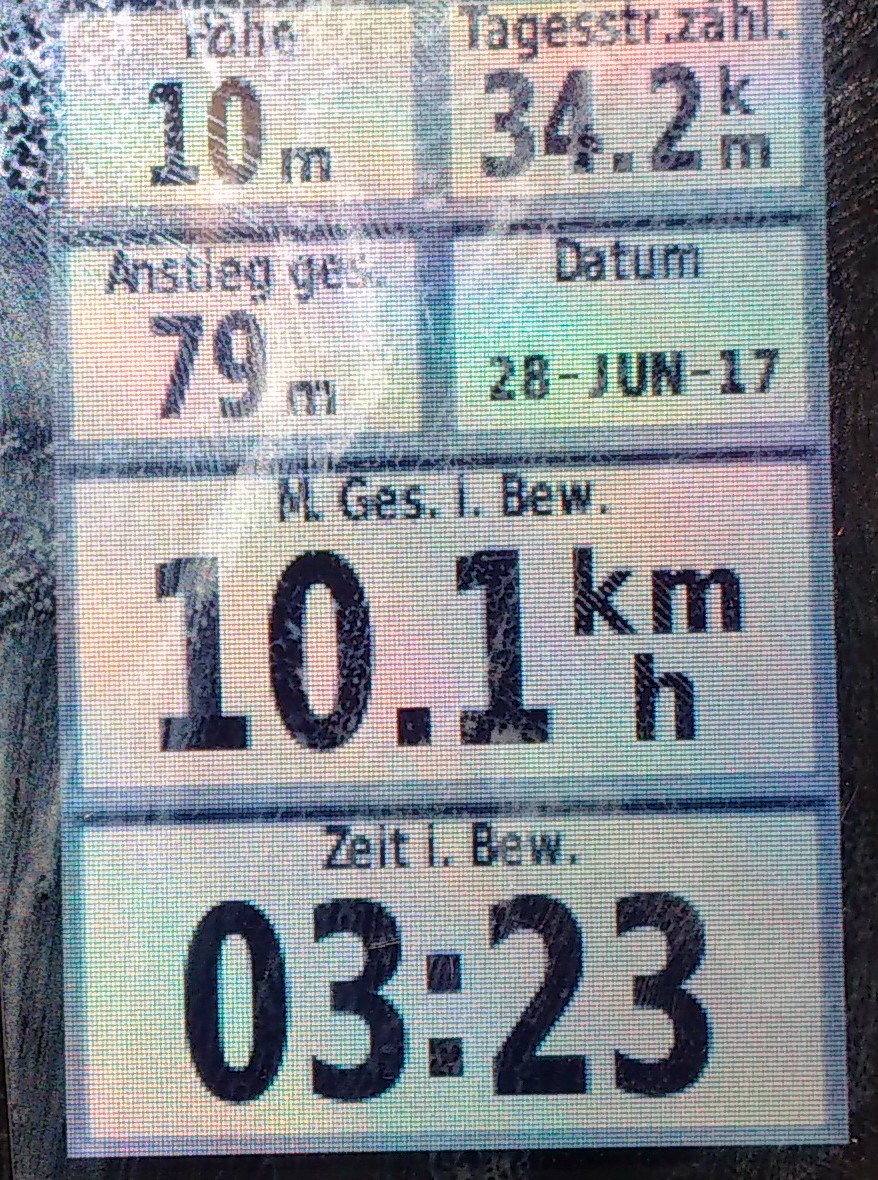 Höhe
10 m
Tagesstr.zähl.
34.2 km
Anstieg ges.
79 m
Datum
28-JUN-17
M. Ges. i. Bew.
10.1 km
h
Zeit i. Bew.
03:23